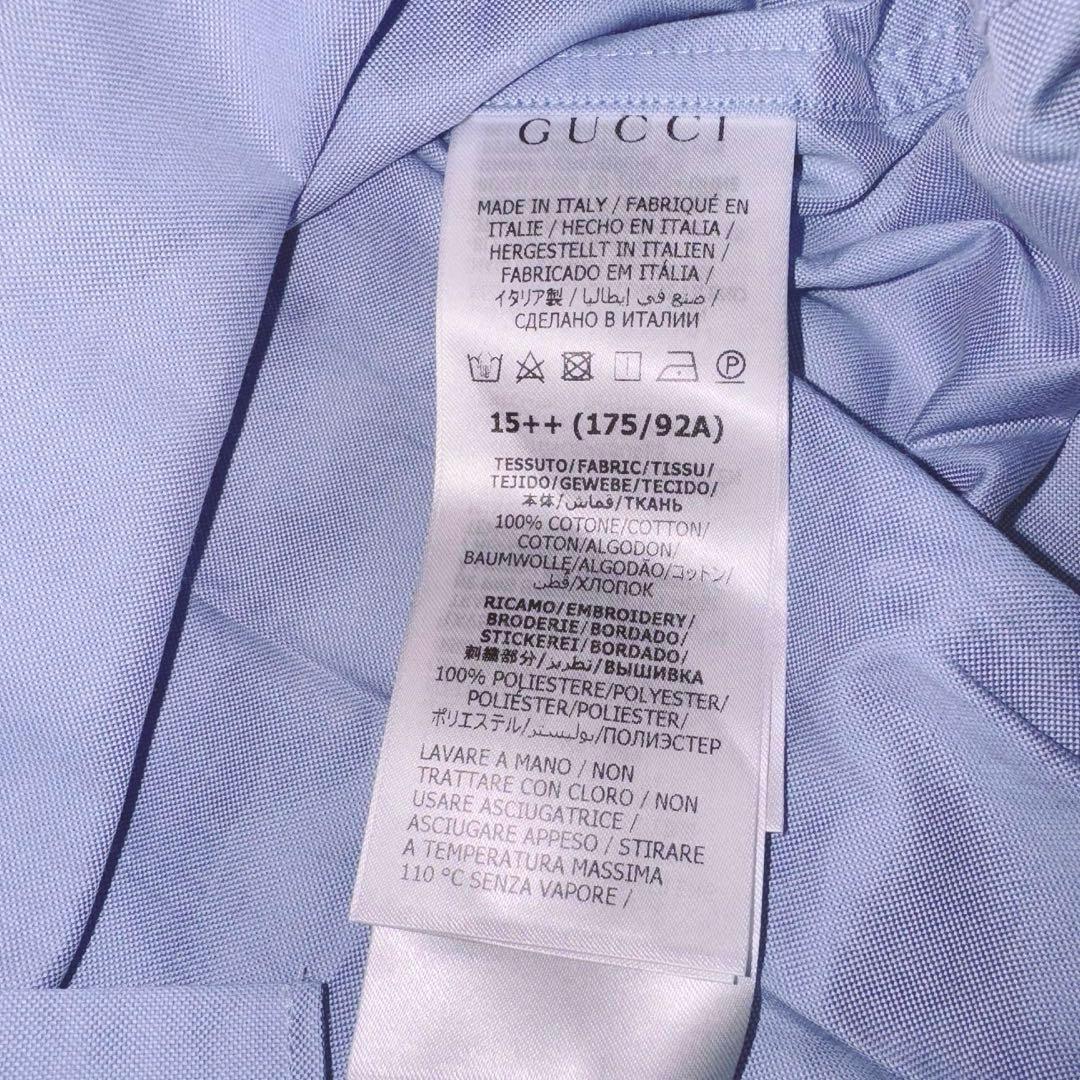 GUCCI
MADE IN ITALY / FABRIQUÉ EN
ITALIE / HECHO EN ITALIA /
HERGESTELLT IN ITALIEN /
FABRICADO EM ITÁLIA /
イタリア製 / صنع في إيطاليا /
СДЕЛАНО В ИТАЛИИ
P
15++ (175/92A)
TESSUTO/FABRIC/TISSU/
TEJIDO/GEWEBE/TECIDO/
本体/قماش/ТКАНЬ
100% COTONE/COTTON/
COTON/ALGODON/
BAUMWOLLE/ALGODÃO/コットン/
قطن/ХЛОПОК
RICAMO/EMBROIDERY/
BRODERIE/BORDADO/
STICKEREI/BORDADO/
刺繍部分/تطريز/ВЫШИВКА
100% POLIESTERE/POLYESTER/
POLIÉSTER/POLIESTER/
ポリエステル/بوليستر/ПОЛИЭСТЕР
LAVARE A MANO / NON
TRATTARE CON CLORO / NON
USARE ASCIUGATRICE /
ASCIUGARE APPESO / STIRARE
A TEMPERATURA MASSIMA
110 °C SENZA VAPORE /